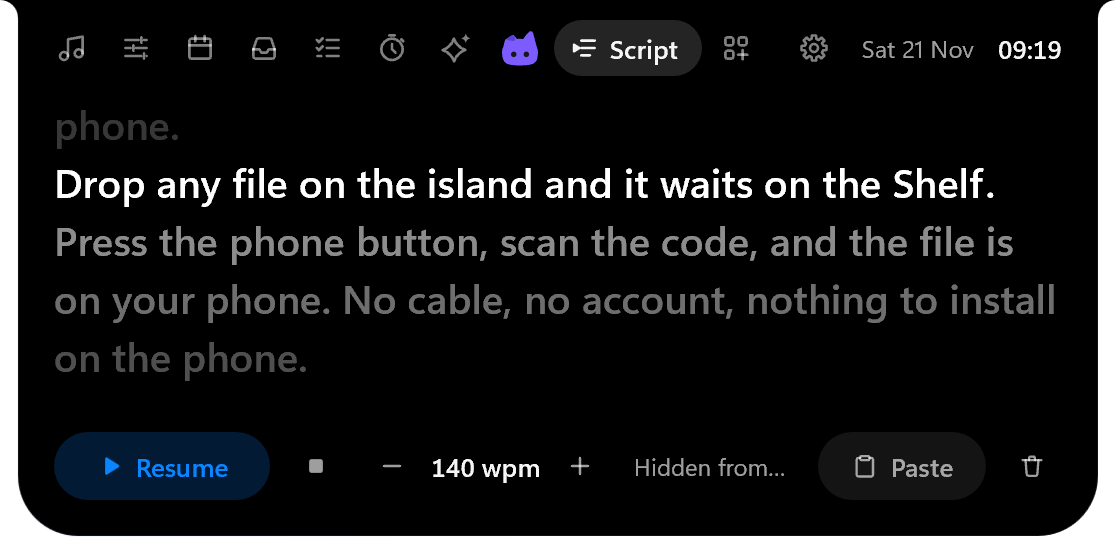 Script
Sat 21 Nov
09:19
phone.
Drop any file on the island and it waits on the Shelf.
Press the phone button, scan the code, and the file is
on your phone. No cable, no account, nothing to install
on the phone.
Resume
140 wpm
Hidden from...
Paste